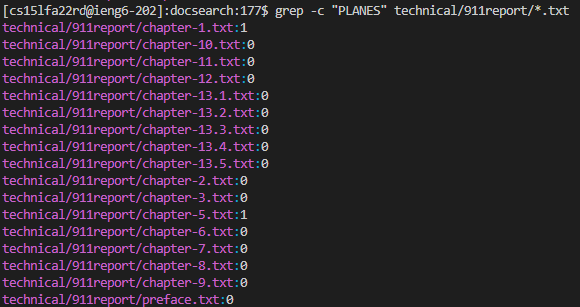 [cs15lfa22rd@ieng6-202]:docsearch:177$ grep -c "PLANES" technical/911report/*.txt
technical/911report/chapter-1.txt:1
technical/911report/chapter-10.txt:0
technical/911report/chapter-11.txt:0
technical/911report/chapter-12.txt:0
technical/911report/chapter-13.1.txt:0
technical/911report/chapter-13.2.txt:0
technical/911report/chapter-13.3.txt:0
technical/911report/chapter-13.4.txt:0
technical/911report/chapter-13.5.txt:0
technical/911report/chapter-2.txt:0
technical/911report/chapter-3.txt:0
technical/911report/chapter-5.txt:1
technical/911report/chapter-6.txt:0
technical/911report/chapter-7.txt:0
technical/911report/chapter-8.txt:0
technical/911report/chapter-9.txt:0
technical/911report/preface.txt:0